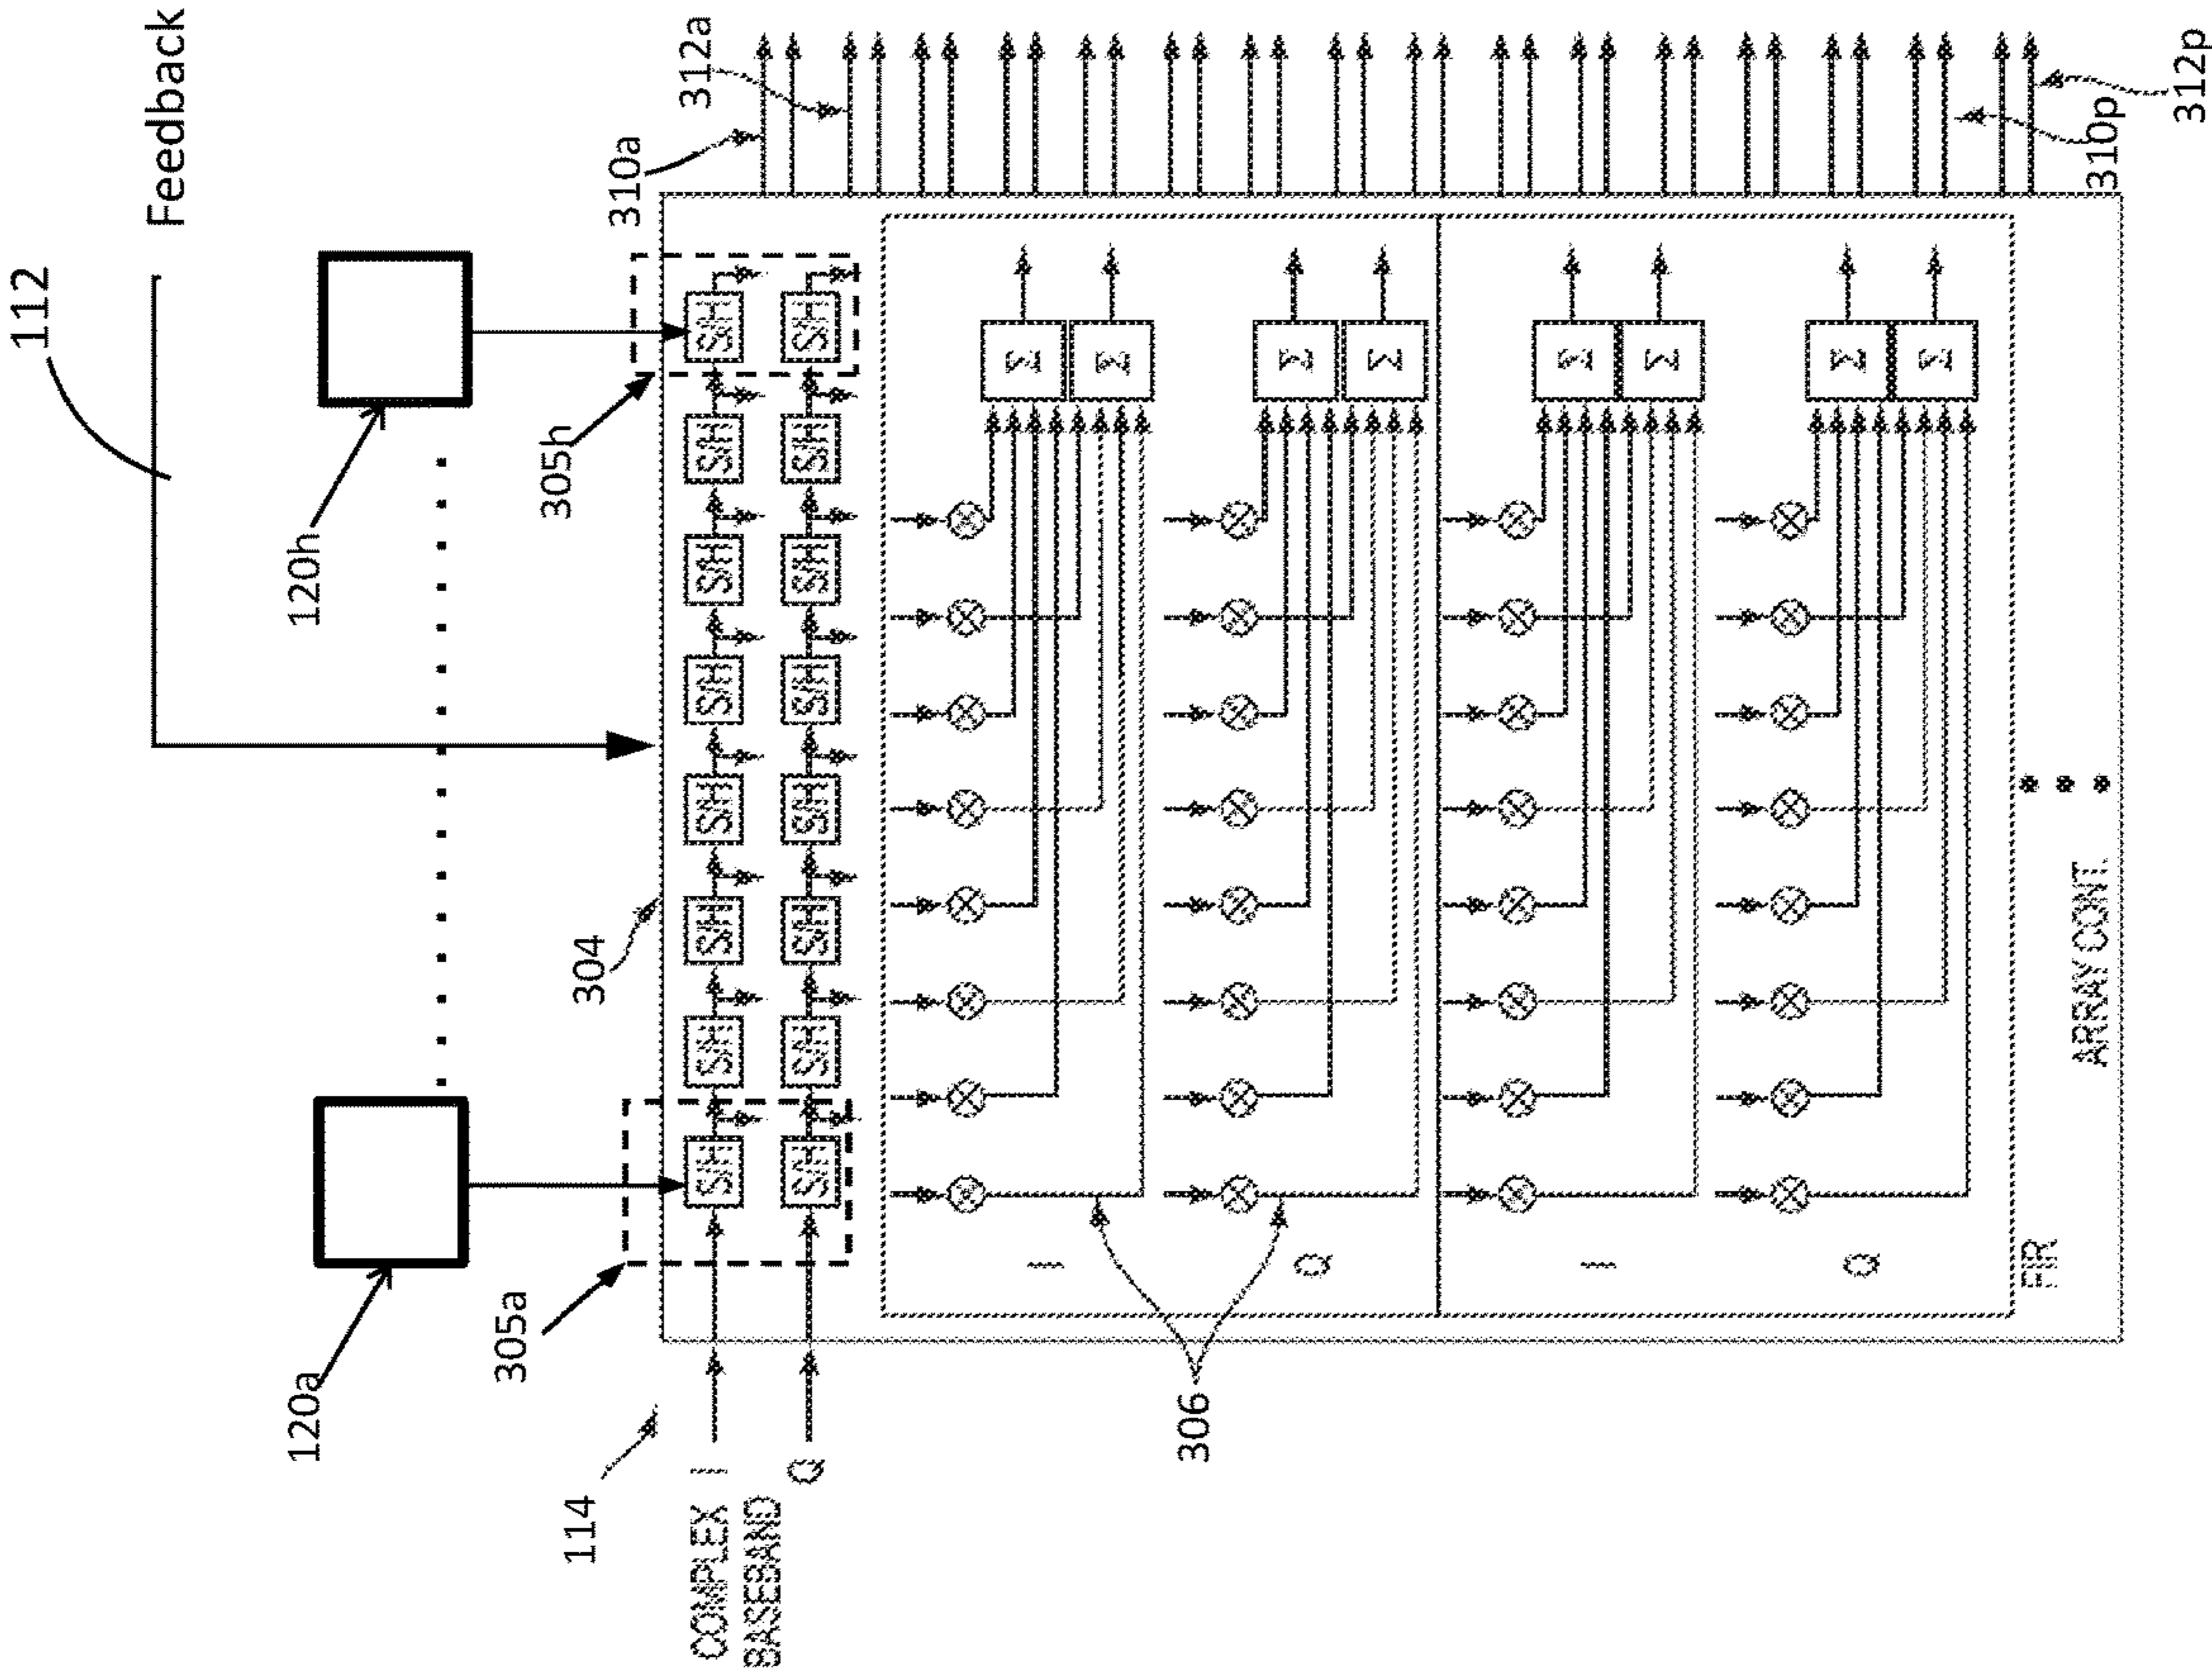 112
Feedback
120a
120h
305a
305h
114
304
310a
312a
COMPLEX
BASEBAND
I
S/H S/H S/H S/H S/H S/H S/H S/H
Q
S/H S/H S/H S/H S/H S/H S/H S/H
I
Σ
Σ
306
Q
Σ
Σ
I
Σ
Σ
Q
Σ
Σ
FIR
ARRAY CONT.
310p
312p